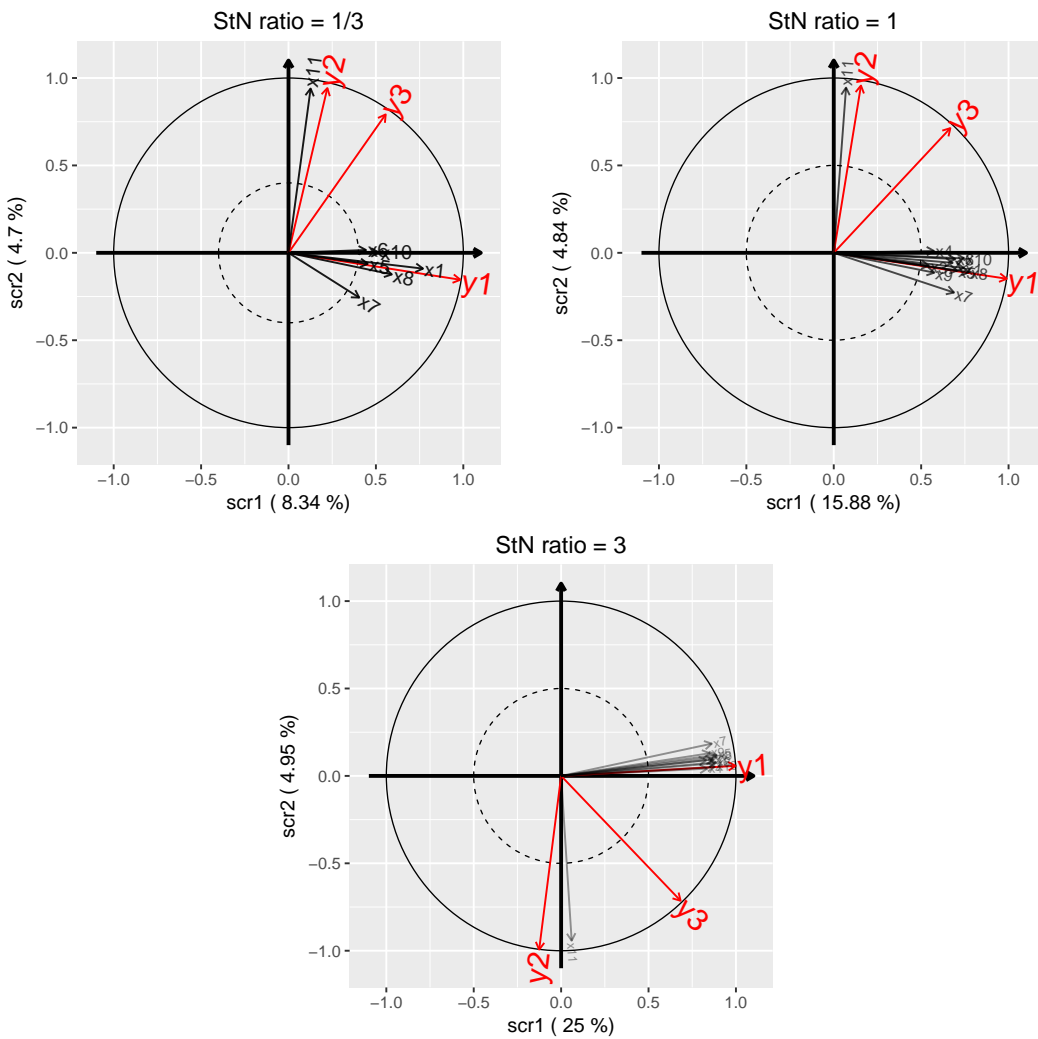 StN ratio = 1/3
scr2 ( 4.7 %)
1.0
0.5
0.0
−0.5
−1.0
x11
y2
y3
x6
x10
x5
x1
x8
y1
x7
−1.0 −0.5 0.0 0.5 1.0
scr1 ( 8.34 %)
StN ratio = 1
scr2 ( 4.84 %)
1.0
0.5
0.0
−0.5
−1.0
x11
y2
y3
x4
x10
x9
x8
y1
x7
−1.0 −0.5 0.0 0.5 1.0
scr1 ( 15.88 %)
StN ratio = 3
scr2 ( 4.95 %)
1.0
0.5
0.0
−0.5
−1.0
x7
y1
y3
y2
x11
−1.0 −0.5 0.0 0.5 1.0
scr1 ( 25 %)